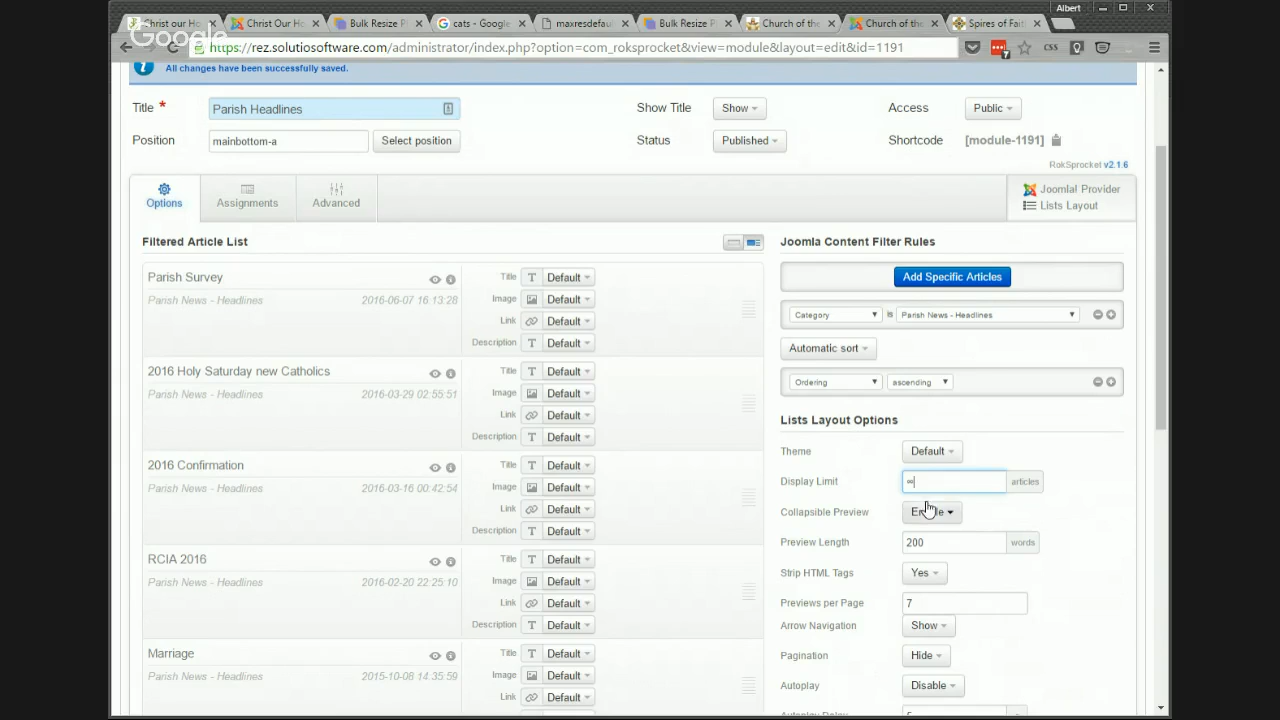 Albert
Christ our Ho
Christ Our Ho
Bulk Resize P
cats - Google
maxresdefau
Bulk Resize P
Church of the
Church of the
Spires of Fait
YouTube
https://rez.solutiosoftware.com/administrator/index.php?option=com_roksprocket&view=module&layout=edit&id=1191
CSS
7
All changes have been successfully saved.
Title *
Parish Headlines
Show Title
Show
Access
Public
Position
mainbottom-a
Select position
Status
Published
Shortcode
[module-1191]
RokSprocket v2.1.6
Options
Assignments
Advanced
Joomla! Provider
Lists Layout
Filtered Article List
Parish Survey
Parish News - Headlines
2016-06-07 16:13:28
Title T Default
Image Default
Link Default
Description T Default
2016 Holy Saturday new Catholics
Parish News - Headlines
2016-03-29 02:55:51
Title T Default
Image Default
Link Default
Description T Default
2016 Confirmation
Parish News - Headlines
2016-03-16 00:42:54
Title T Default
Image Default
Link Default
Description T Default
RCIA 2016
Parish News - Headlines
2016-02-20 22:25:10
Title T Default
Image Default
Link Default
Description T Default
Marriage
Parish News - Headlines
2015-10-08 14:35:59
Title T Default
Image Default
Link Default
Joomla Content Filter Rules
Add Specific Articles
Category
is
Parish News - Headlines
Automatic sort
Ordering
ascending
Lists Layout Options
Theme
Default
Display Limit
∞
articles
Collapsible Preview
Preview Length
200
words
Strip HTML Tags
Yes
Previews per Page
7
Arrow Navigation
Show
Pagination
Hide
Autoplay
Disable